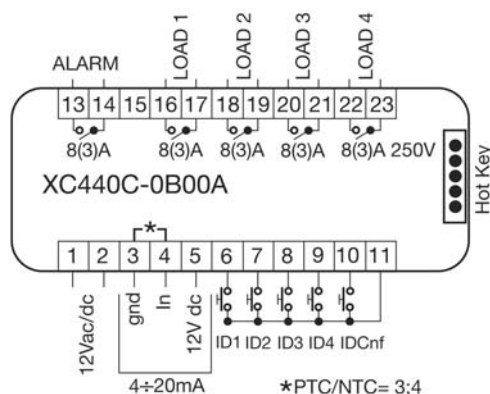 LOAD 1 LOAD 2 LOAD 3 LOAD 4
ALARM
13 14 15 16 17 18 19 20 21 22 23
8(3)A 8(3)A 8(3)A 8(3)A 8(3)A 250V
XC440C-0B00A
Hot Key
*
1 2 3 4 5 6 7 8 9 10 11
12Vac/dc gnd In 12V dc
ID1 ID2 ID3 ID4 IDCnf
4÷20mA
*PTC/NTC= 3;4